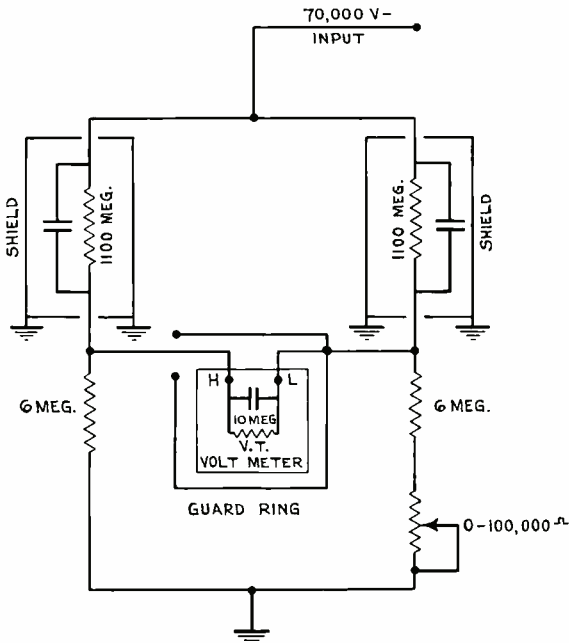 70,000 V-
INPUT
SHIELD
1100 MEG.
1100 MEG.
SHIELD
H
L
6 MEG.
10 MEG
V.T.
VOLT METER
6 MEG.
GUARD RING
0-100,000 Ω